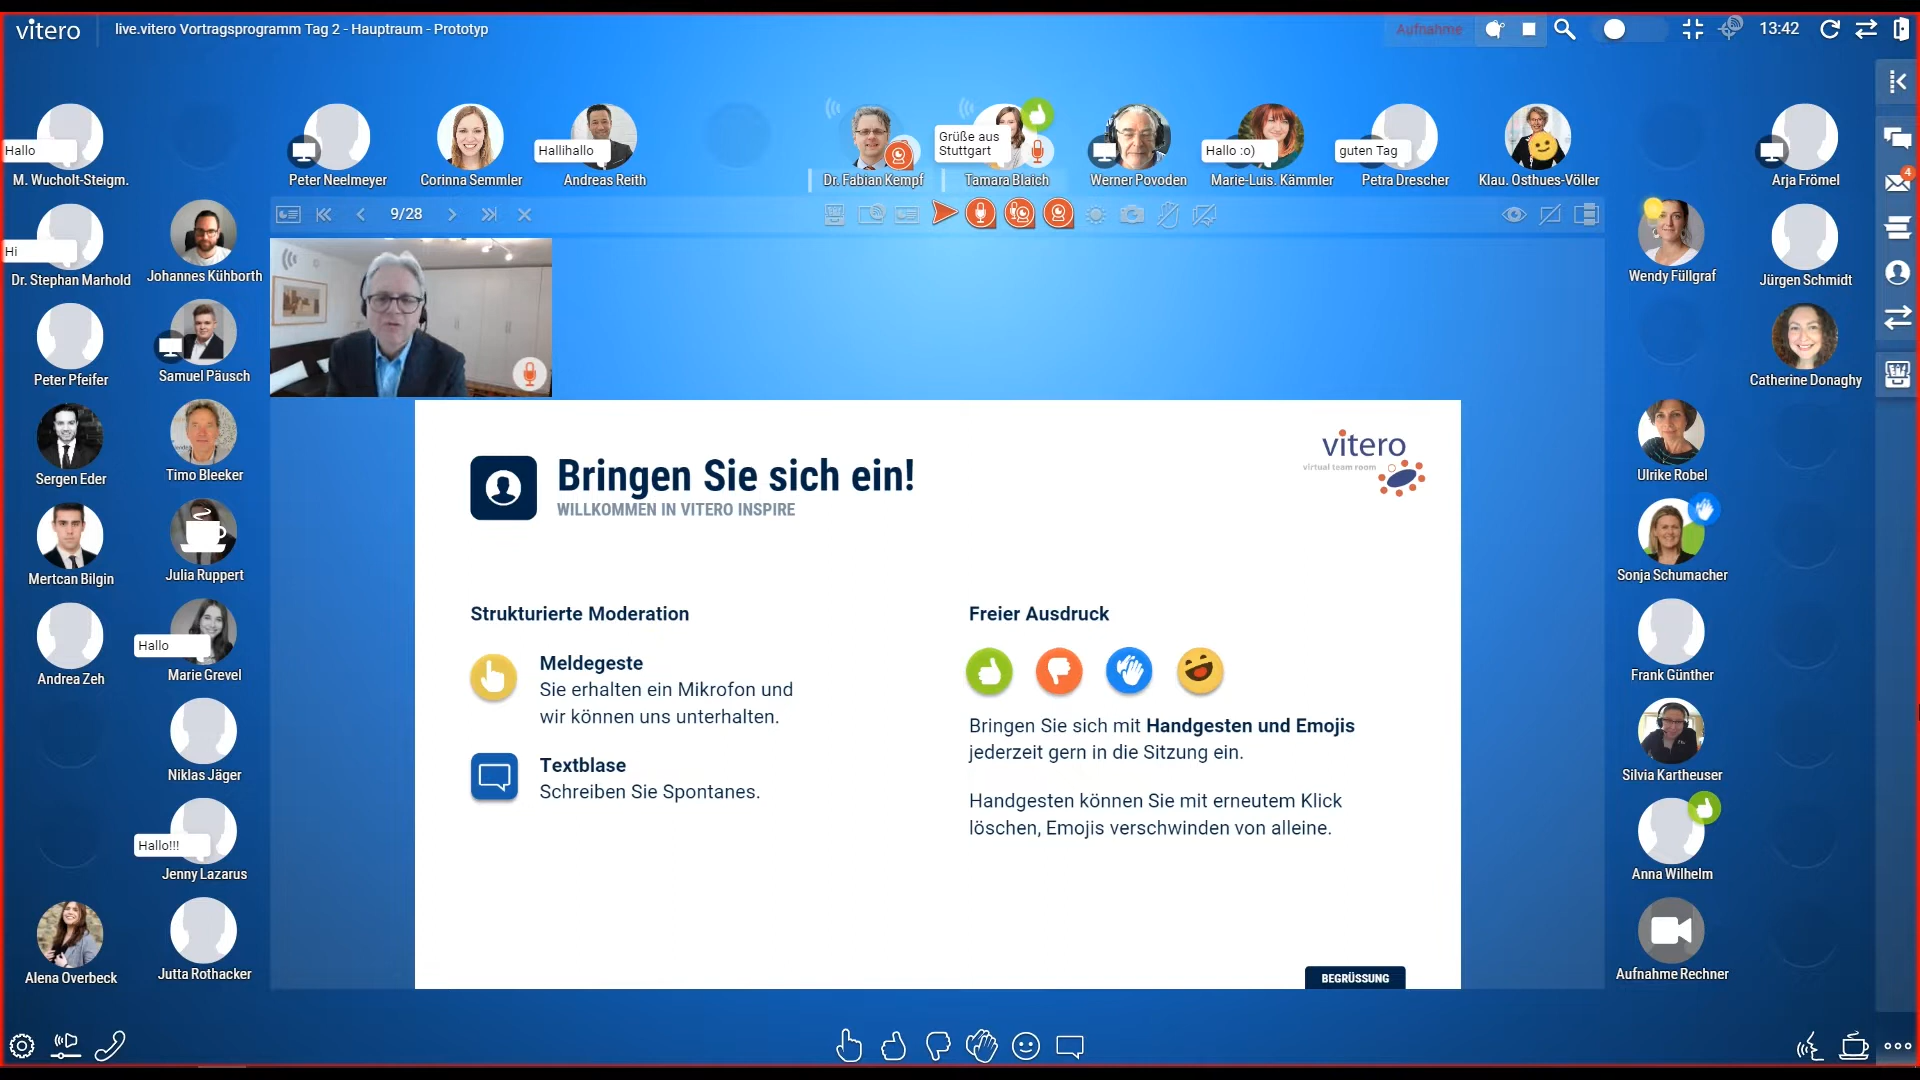 vitero
live.vitero Vortragsprogramm Tag 2 - Hauptraum - Prototyp
Aufnahme
13:42
4
Hallo
M. Wucholt-Steigm.
Peter Neelmeyer
Corinna Semmler
Hallihallo
Andreas Reith
Dr. Fabian Kempf
Grüße aus
Stuttgart
Tamara Blaich
Werner Povoden
Hallo :o)
Marie-Luis. Kämmler
guten Tag
Petra Drescher
Klau. Osthues-Völler
Arja Frömel
9/28
Hi
Dr. Stephan Marhold
Johannes Kühborth
Wendy Füllgraf
Jürgen Schmidt
Peter Pfeifer
Samuel Päusch
Catherine Donaghy
Sergen Eder
Timo Bleeker
Ulrike Robel
Mertcan Bilgin
Julia Ruppert
Sonja Schumacher
Andrea Zeh
Hallo
Marie Grevel
Frank Günther
Niklas Jäger
Silvia Kartheuser
Hallo!!!
Jenny Lazarus
Anna Wilhelm
Alena Overbeck
Jutta Rothacker
Aufnahme Rechner
Bringen Sie sich ein!
WILLKOMMEN IN VITERO INSPIRE
vitero
virtual team room
Strukturierte Moderation
Meldegeste
Sie erhalten ein Mikrofon und
wir können uns unterhalten.
Textblase
Schreiben Sie Spontanes.
Freier Ausdruck
Bringen Sie sich mit Handgesten und Emojis
jederzeit gern in die Sitzung ein.
Handgesten können Sie mit erneutem Klick
löschen, Emojis verschwinden von alleine.
BEGRÜSSUNG